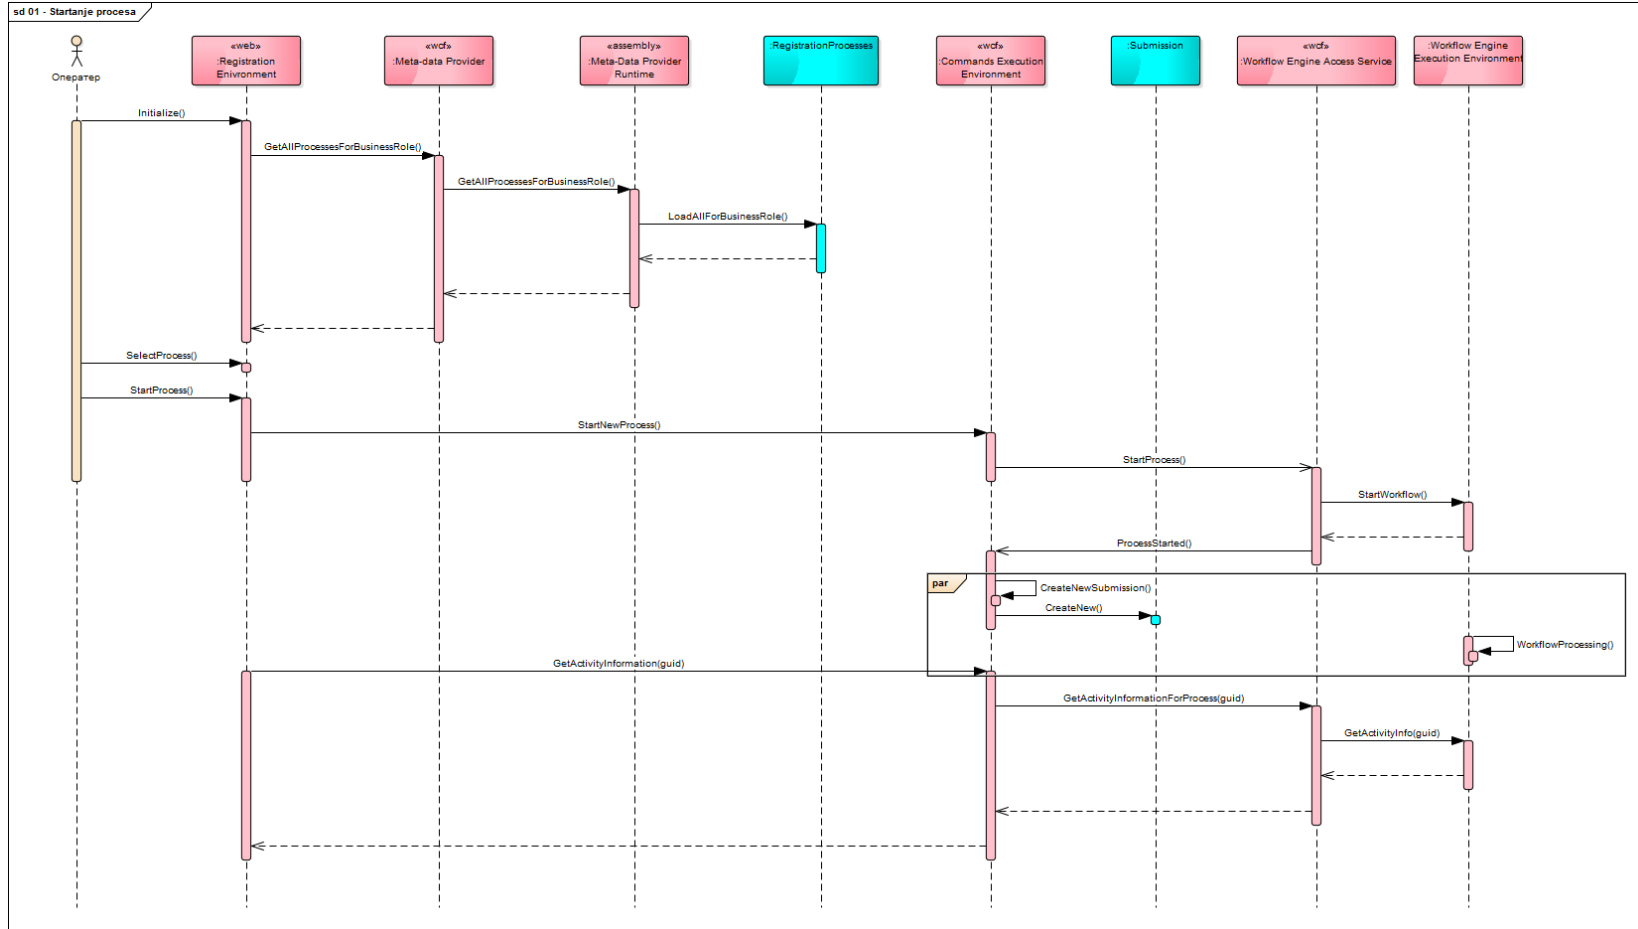 sd 01 - Startanje procesa
Оператер
«web»
:Registration
Enivronment
«wcf»
:Meta-data Provider
«assembly»
:Meta-Data Provider
Runtime
:RegistrationProcesses
«wcf»
:Commands Execution
Environment
:Submission
«wcf»
:Workflow Engine Access Service
:Workflow Engine
Execution Environment
Initialize()
GetAllProcessesForBusinessRole()
GetAllProcessesForBusinessRole()
LoadAllForBusinessRole()
SelectProcess()
StartProcess()
StartNewProcess()
StartProcess()
StartWorkflow()
ProcessStarted()
par
CreateNewSubmission()
CreateNew()
WorkflowProcessing()
GetActivityInformation(guid)
GetActivityInformationForProcess(guid)
GetActivityInfo(guid)